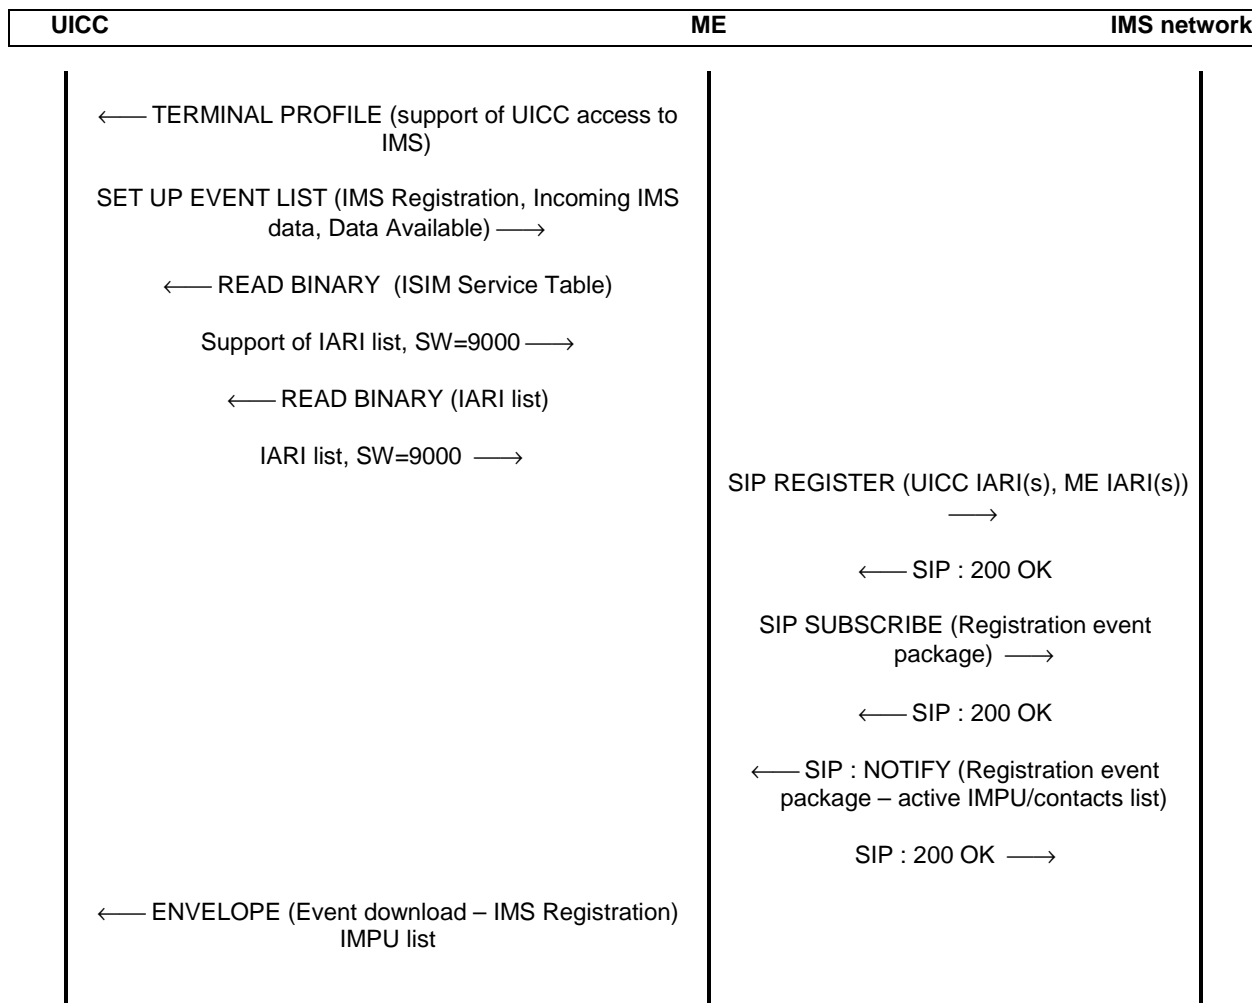 UICC ME IMS network
← TERMINAL PROFILE (support of UICC access to
IMS)
SET UP EVENT LIST (IMS Registration, Incoming IMS
data, Data Available) →
← READ BINARY (ISIM Service Table)
Support of IARI list, SW=9000 →
← READ BINARY (IARI list)
IARI list, SW=9000 →
SIP REGISTER (UICC IARI(s), ME IARI(s))
→
← SIP : 200 OK
SIP SUBSCRIBE (Registration event
package) →
← SIP : 200 OK
← SIP : NOTIFY (Registration event
package – active IMPU/contacts list)
SIP : 200 OK →
← ENVELOPE (Event download – IMS Registration)
IMPU list